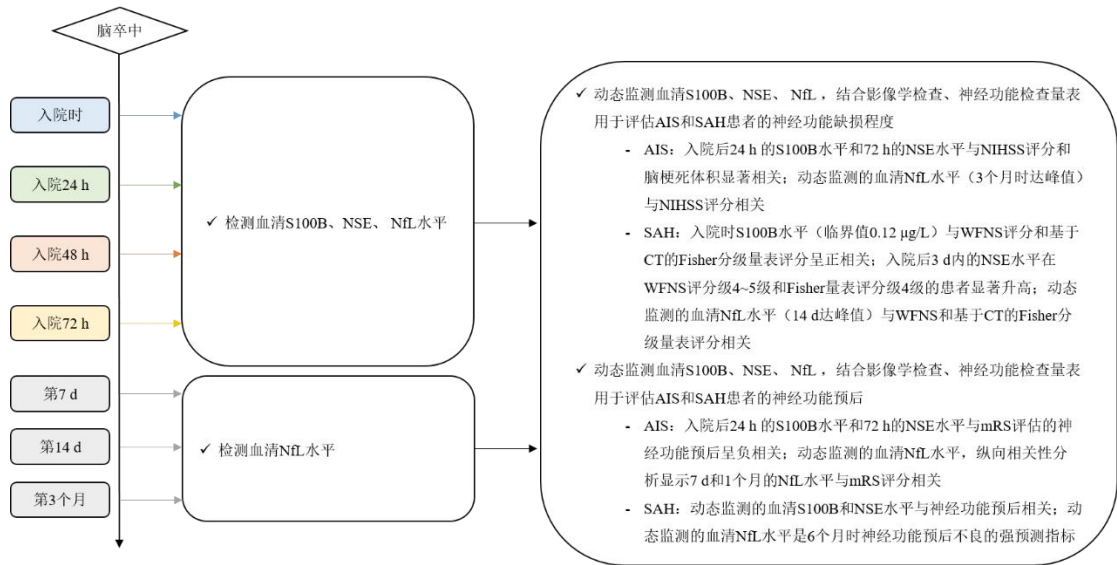 脑卒中
入院时
入院24 h
入院48 h
入院72 h
第7 d
第14 d
第3个月
✓ 检测血清S100B、NSE、 NfL水平
✓ 检测血清NfL水平
✓ 动态监测血清S100B、NSE、 NfL ，结合影像学检查、神经功能检查量表
用于评估AIS和SAH患者的神经功能缺损程度
- AIS：入院后24 h 的S100B水平和72 h的NSE水平与NIHSS评分和
脑梗死体积显著相关；动态监测的血清NfL水平（3个月时达峰值）
与NIHSS评分相关
- SAH：入院时S100B水平（临界值0.12 μg/L）与WFNS评分和基于
CT的Fisher分级量表评分呈正相关；入院后3 d内的NSE水平在
WFNS评分级4~5级和Fisher量表评分级4级的患者显著升高；动态
监测的血清NfL水平（14 d达峰值）与WFNS和基于CT的Fisher分
级量表评分相关
✓ 动态监测血清S100B、NSE、 NfL ，结合影像学检查、神经功能检查量表
用于评估AIS和SAH患者的神经功能预后
- AIS：入院后24 h 的S100B水平和72 h的NSE水平与mRS评估的神
经功能预后呈负相关；动态监测的血清NfL水平，纵向相关性分
析显示7 d和1个月的NfL水平与mRS评分相关
- SAH：动态监测的血清S100B和NSE水平与神经功能预后相关；动
态监测的血清NfL水平是6个月时神经功能预后不良的强预测指标